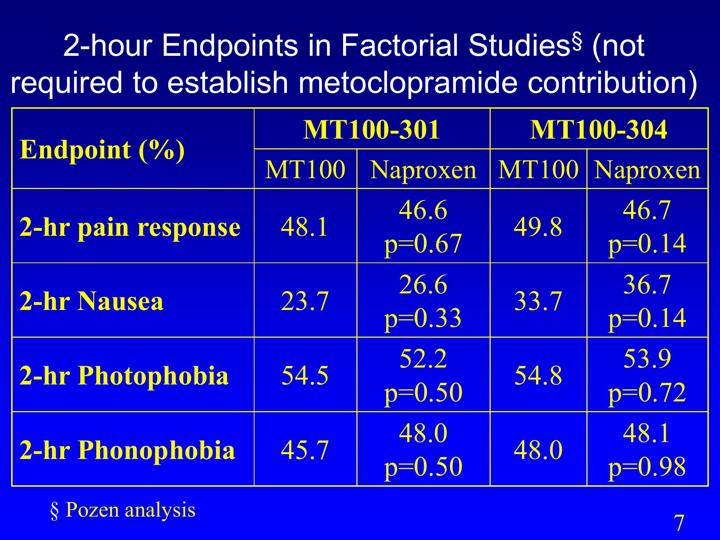 2-hour Endpoints in Factorial Studies§ (not
required to establish metoclopramide contribution)
Endpoint (%) MT100-301 MT100-304
MT100 Naproxen MT100 Naproxen
2-hr pain response 48.1 46.6 p=0.67 49.8 46.7 p=0.14
2-hr Nausea 23.7 26.6 p=0.33 33.7 36.7 p=0.14
2-hr Photophobia 54.5 52.2 p=0.50 54.8 53.9 p=0.72
2-hr Phonophobia 45.7 48.0 p=0.50 48.0 48.1 p=0.98
§ Pozen analysis
7